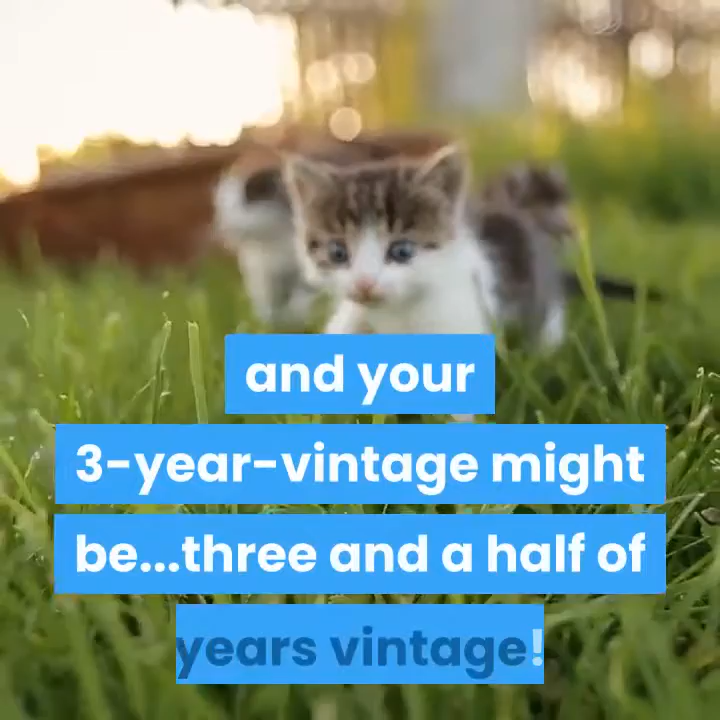 and your
3-year-vintage might
be...three and a half of
years vintage!